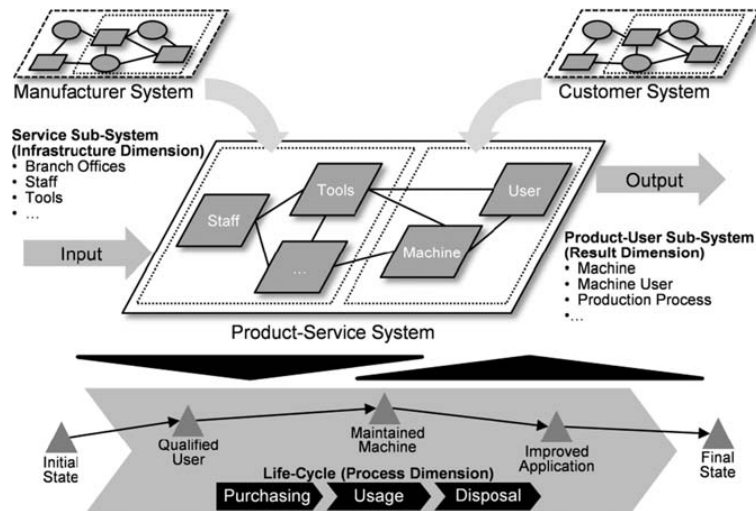 Manufacturer System
Customer System
Service Sub-System
(Infrastructure Dimension)
• Branch Offices
• Staff
• Tools
• ...
Input
Staff
Tools
...
Machine
User
Output
Product-User Sub-System
(Result Dimension)
• Machine
• Machine User
• Production Process
•...
Product-Service System
Initial
State
Qualified
User
Maintained
Machine
Improved
Application
Final
State
Life-Cycle (Process Dimension)
Purchasing
Usage
Disposal